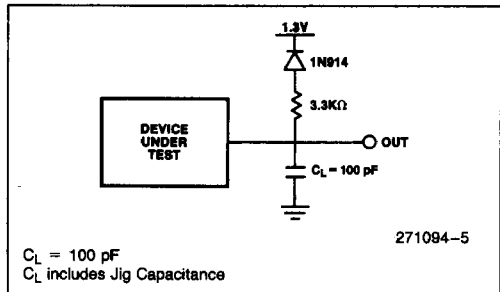 1.3V
1N914
3.3KΩ
DEVICE
UNDER
TEST
OUT
C_L = 100 pF
271094–5
C_L = 100 pF
C_L includes Jig Capacitance